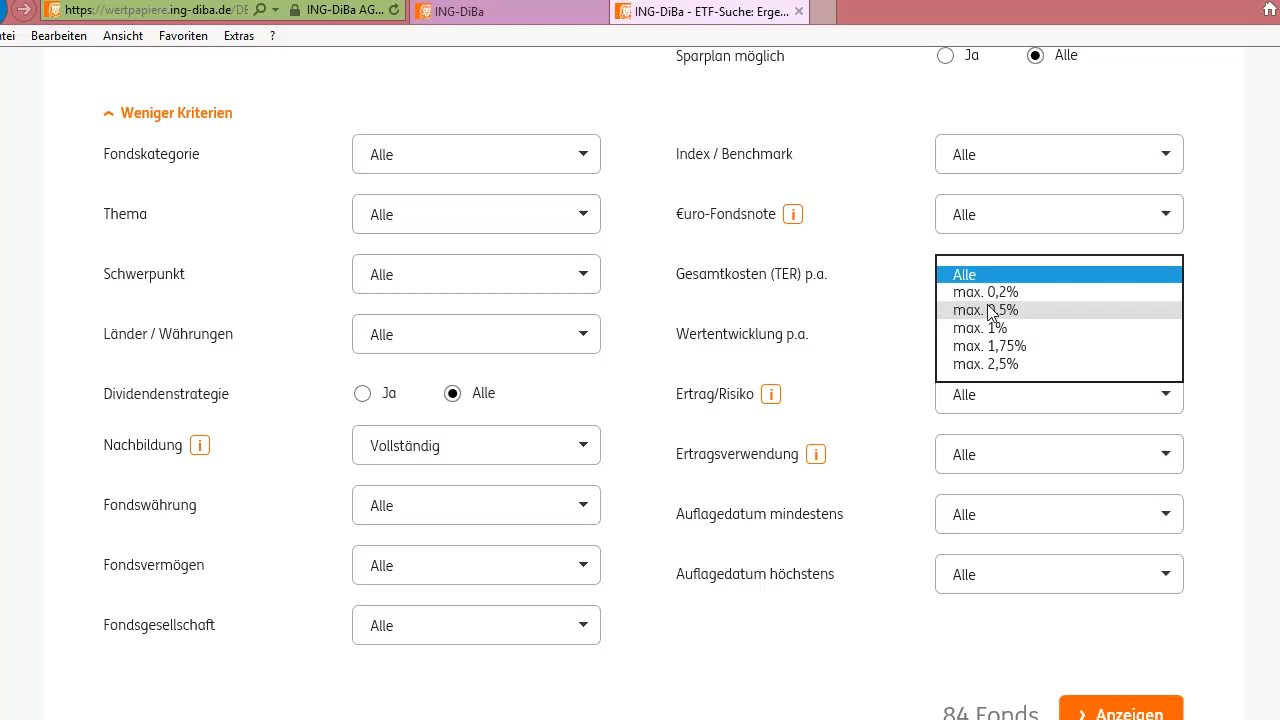 https://wertpapiere.ing-diba.de/DE
ING-DiBa AG...
ING-DiBa
ING-DiBa - ETF-Suche: Erge...
tei Bearbeiten Ansicht Favoriten Extras ?
Sparplan möglich Ja Alle
Weniger Kriterien
Fondskategorie Alle Index / Benchmark Alle
Thema Alle €uro-Fondsnote i Alle
Schwerpunkt Alle Gesamtkosten (TER) p.a. Alle
max. 0,2%
max. 0,5%
max. 1%
Länder / Währungen Alle Wertentwicklung p.a.
max. 1,75%
max. 2,5%
Dividendenstrategie Ja Alle Ertrag/Risiko i Alle
Nachbildung i Vollständig Ertragsverwendung i Alle
Fondswährung Alle Auflagedatum mindestens Alle
Fondsvermögen Alle Auflagedatum höchstens Alle
Fondsgesellschaft Alle
84 Fonds Anzeigen